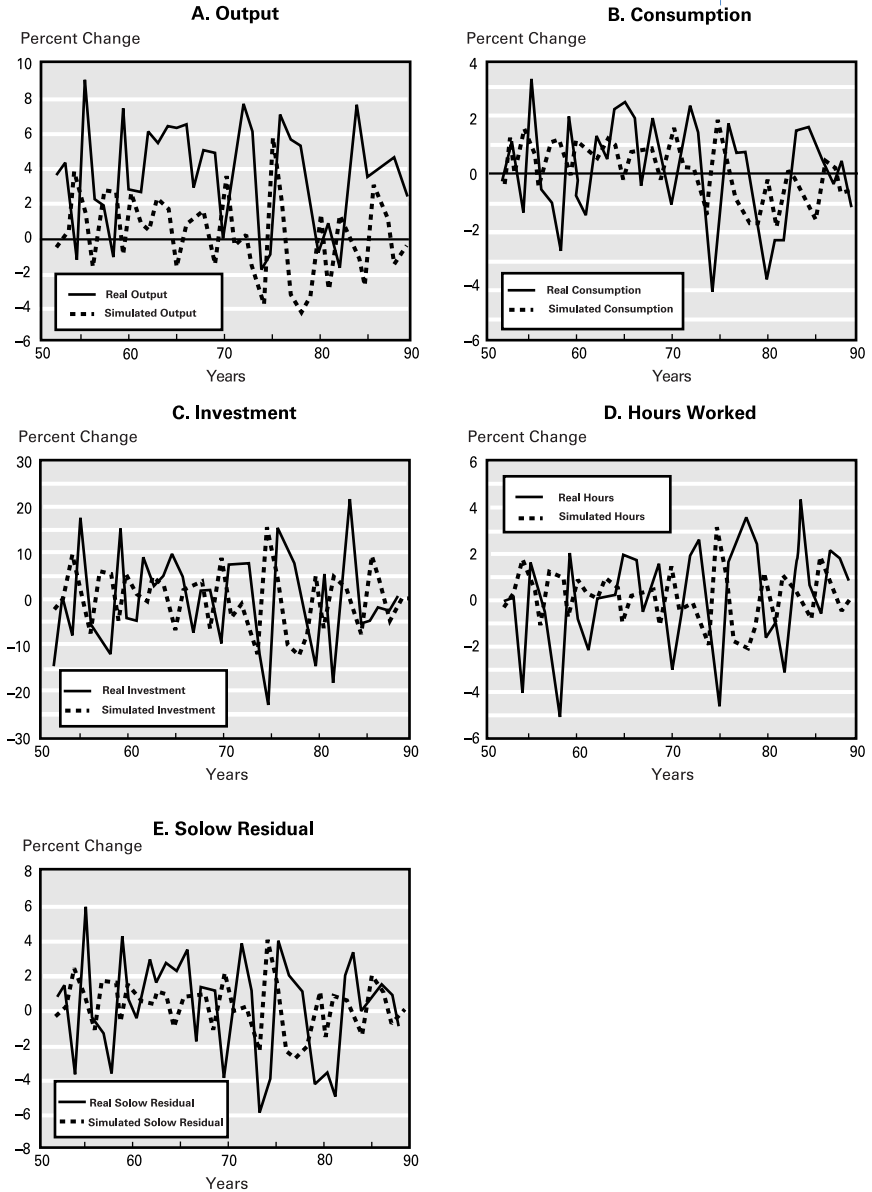 A. Output
Percent Change
10
8
6
4
2
0
–2
–4
–6
Real Output
Simulated Output
50 60 70 80 90
Years
B. Consumption
Percent Change
4
2
0
–2
–4
–6
Real Consumption
Simulated Consumption
50 60 70 80 90
Years
C. Investment
Percent Change
30
20
10
0
–10
–20
–30
Real Investment
Simulated Investment
50 60 70 80 90
Years
D. Hours Worked
Percent Change
6
4
2
0
–2
–4
–6
Real Hours
Simulated Hours
50 60 70 80 90
Years
E. Solow Residual
Percent Change
8
6
4
2
0
–2
–4
–6
–8
Real Solow Residual
Simulated Solow Residual
50 60 70 80 90
Years